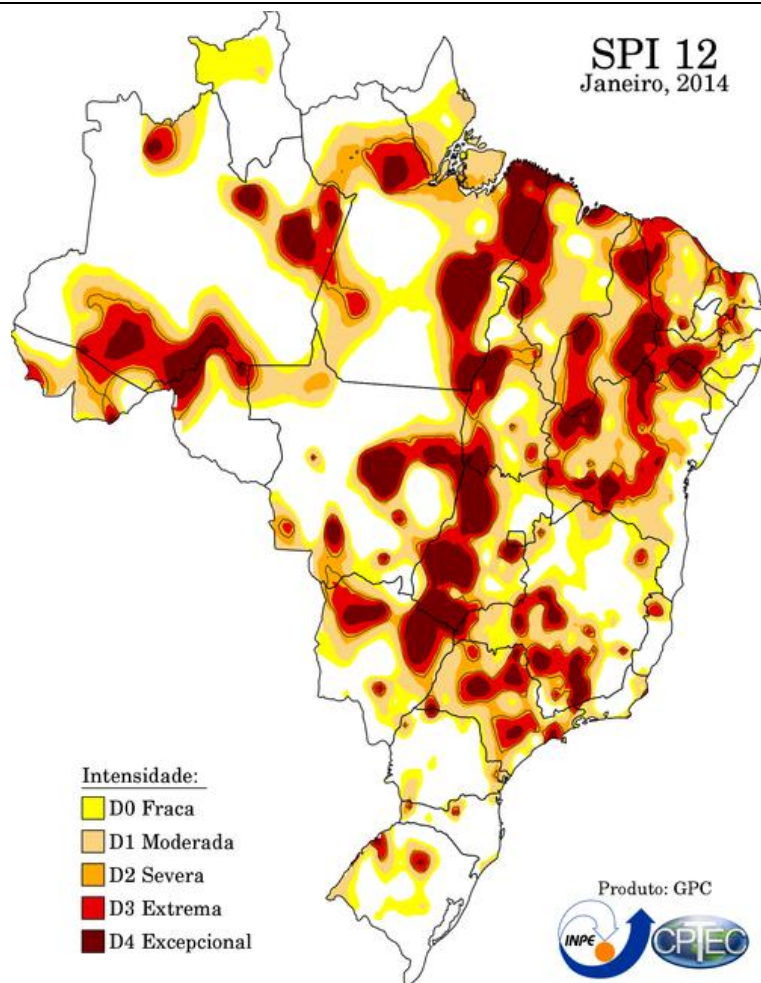 SPI 12
Janeiro, 2014
Intensidade:
D0 Fraca
D1 Moderada
D2 Severa
D3 Extrema
D4 Excepcional
Produto: GPC
INPE
CPTEC